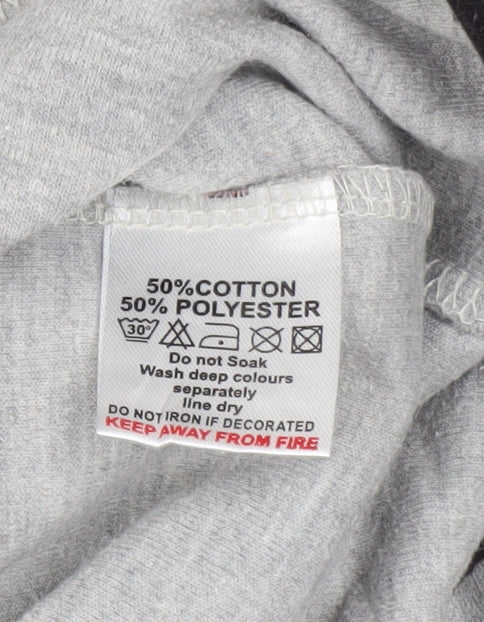 50%COTTON
50% POLYESTER
30°
Do not Soak
Wash deep colours
separately
line dry
DO NOT IRON IF DECORATED
KEEP AWAY FROM FIRE